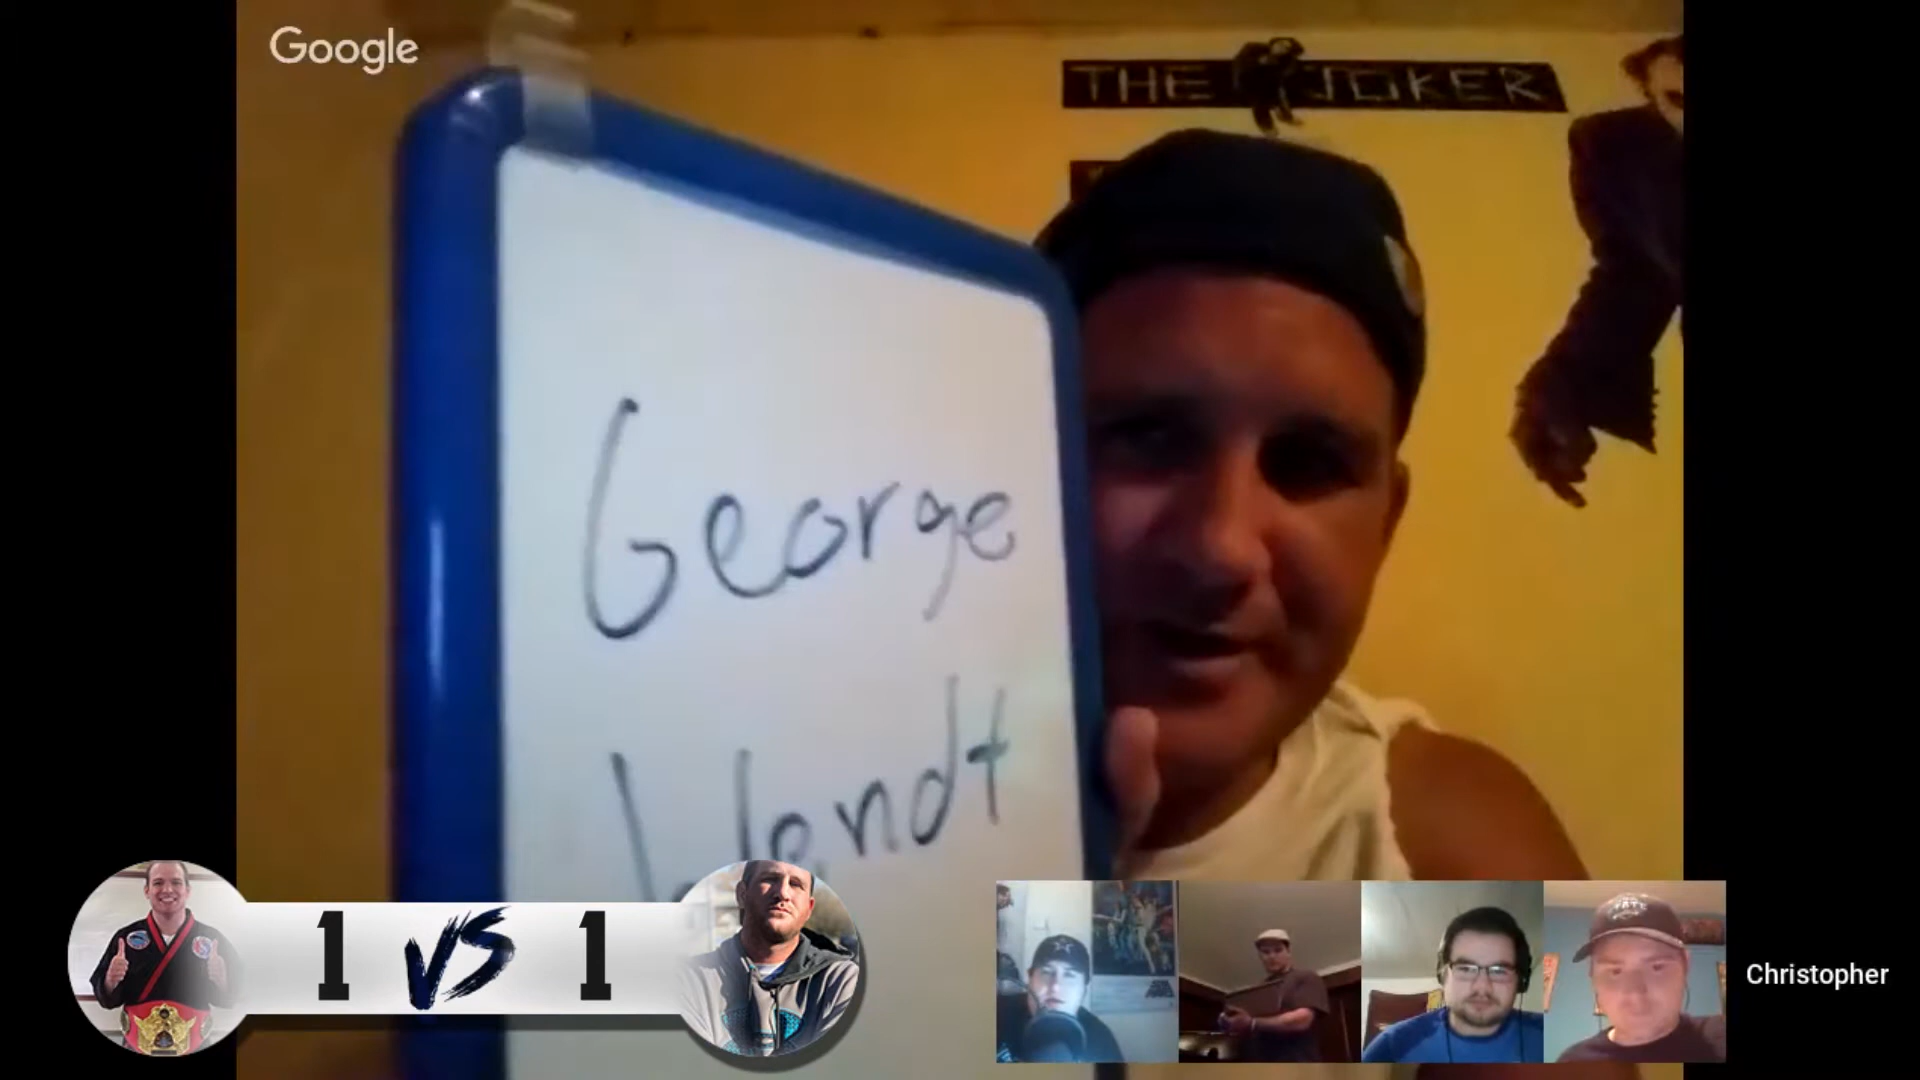 Google
THE JOKER
George
Wendt
1 VS 1
Christopher